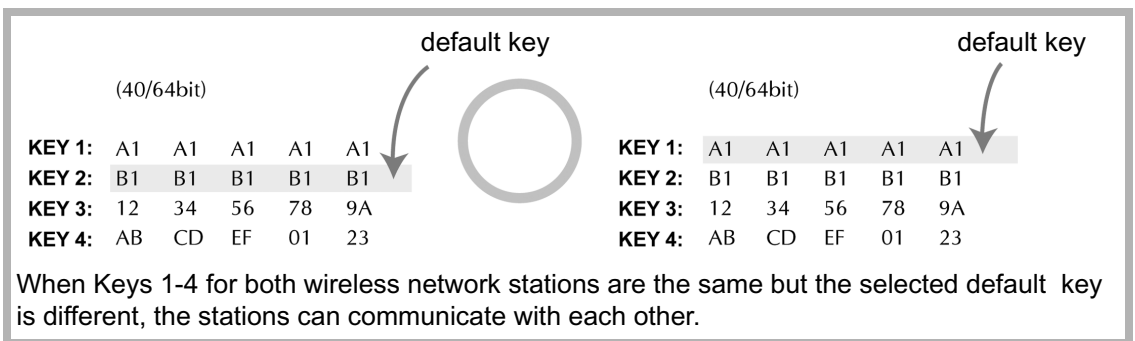 default key default key
(40/64bit) (40/64bit)
KEY 1: A1 A1 A1 A1 A1 KEY 1: A1 A1 A1 A1 A1
KEY 2: B1 B1 B1 B1 B1 KEY 2: B1 B1 B1 B1 B1
KEY 3: 12 34 56 78 9A KEY 3: 12 34 56 78 9A
KEY 4: AB CD EF 01 23 KEY 4: AB CD EF 01 23
When Keys 1-4 for both wireless network stations are the same but the selected default key
is different, the stations can communicate with each other.